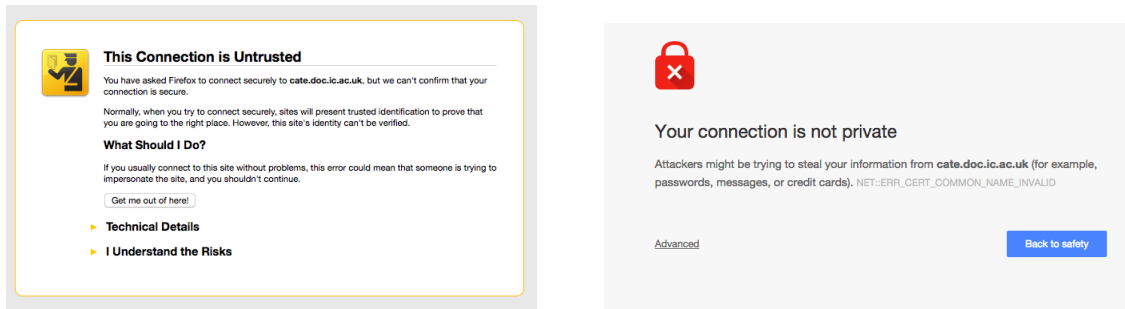 This Connection is Untrusted
You have asked Firefox to connect securely to cate.doc.ic.ac.uk, but we can't confirm that your
connection is secure.
Normally, when you try to connect securely, sites will present trusted identification to prove that
you are going to the right place. However, this site's identity can't be verified.
What Should I Do?
If you usually connect to this site without problems, this error could mean that someone is trying to
impersonate the site, and you shouldn't continue.
Get me out of here!
Technical Details
I Understand the Risks
Your connection is not private
Attackers might be trying to steal your information from cate.doc.ic.ac.uk (for example,
passwords, messages, or credit cards). NET::ERR_CERT_COMMON_NAME_INVALID
Advanced
Back to safety